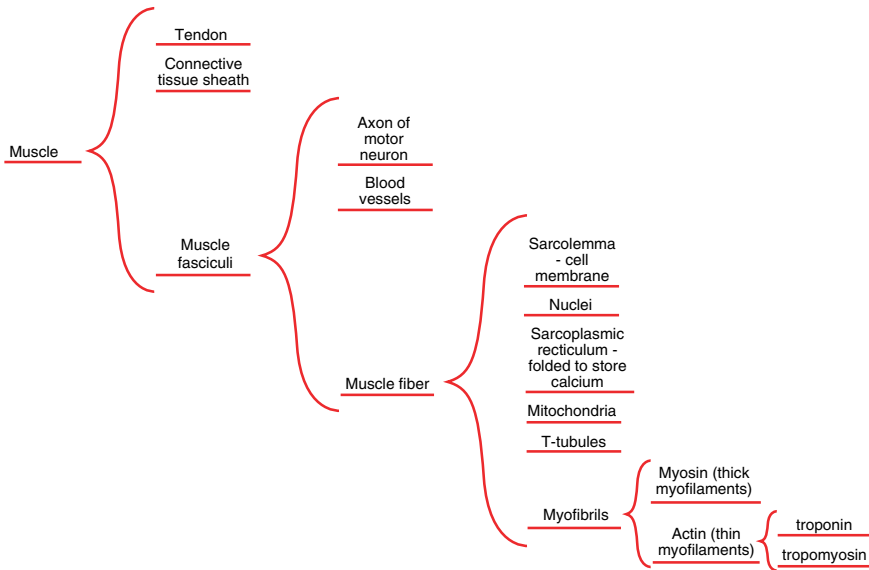 Muscle
Tendon
Connective
tissue sheath
Muscle
fasciculi
Axon of
motor
neuron
Blood
vessels
Muscle fiber
Sarcolemma
- cell
membrane
Nuclei
Sarcoplasmic
recticulum -
folded to store
calcium
Mitochondria
T-tubules
Myofibrils
Myosin (thick
myofilaments)
Actin (thin
myofilaments)
troponin
tropomyosin